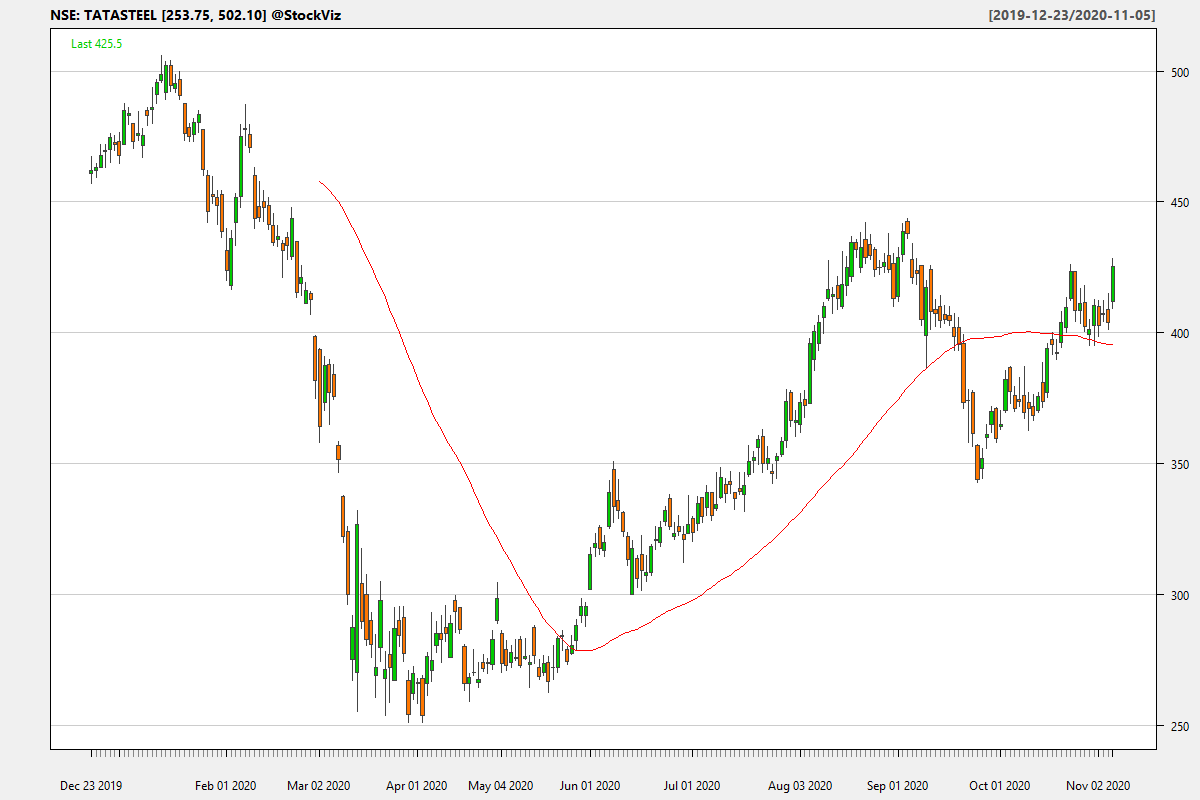 NSE: TATASTEEL [253.75, 502.10] @StockViz [2019-12-23/2020-11-05]
Last 425.5
500
450
400
350
300
250
Dec 23 2019 Feb 01 2020 Mar 02 2020 Apr 01 2020 May 04 2020 Jun 01 2020 Jul 01 2020 Aug 03 2020 Sep 01 2020 Oct 01 2020 Nov 02 2020